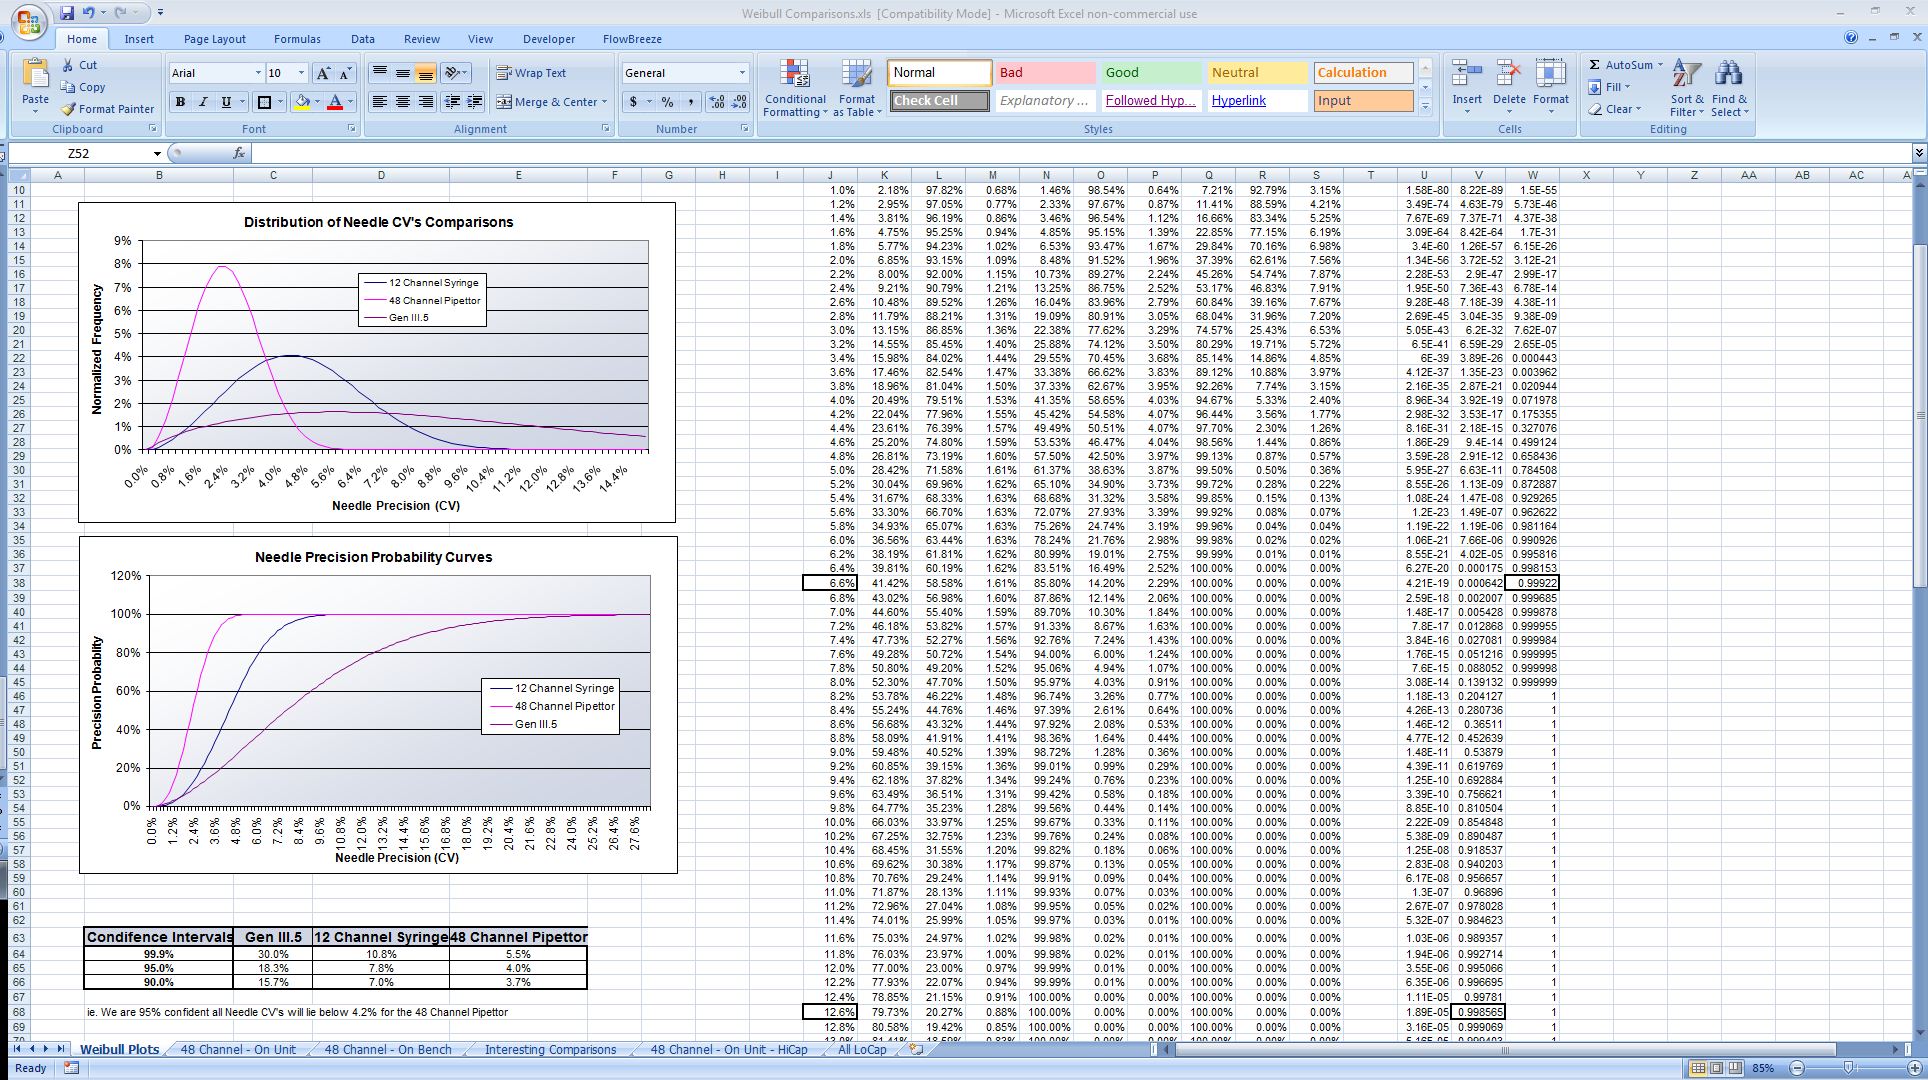 Weibull Comparisons.xls [Compatibility Mode] - Microsoft Excel non-commercial use
Home Insert Page Layout Formulas Data Review View Developer FlowBreeze
Paste Cut Copy Format Painter Clipboard
Arial 10 B I U Font
Wrap Text Merge & Center Alignment
General $ % , Number
Conditional Formatting Format as Table
Normal Bad Good Neutral Calculation
Check Cell Explanatory ... Followed Hyp... Hyperlink Input
Styles
Insert Delete Format Cells
AutoSum Fill Clear Sort & Filter Find & Select Editing
Z52 fx
A B C D E F G H I J K L M N O P Q R S T U V W X Y Z AA AB AC
Distribution of Needle CV's Comparisons
Normalized Frequency
9%
8%
7%
6%
5%
4%
3%
2%
1%
0%
12 Channel Syringe
48 Channel Pipettor
Gen III.5
0.0% 0.8% 1.6% 2.4% 3.2% 4.0% 4.8% 5.6% 6.4% 7.2% 8.0% 8.8% 9.6% 10.4% 11.2% 12.0% 12.8% 13.6% 14.4%
Needle Precision (CV)
Needle Precision Probability Curves
Precision Probability
120%
100%
80%
60%
40%
20%
0%
12 Channel Syringe
48 Channel Pipettor
Gen III.5
0.0% 1.2% 2.4% 3.6% 4.8% 6.0% 7.2% 8.4% 9.6% 10.8% 12.0% 13.2% 14.4% 15.6% 16.8% 18.0% 19.2% 20.4% 21.6% 22.8% 24.0% 25.2% 26.4% 27.6%
Needle Precision (CV)
Condifence Intervals Gen III.5 12 Channel Syringe 48 Channel Pipettor
99.9% 30.0% 10.8% 5.5%
95.0% 18.3% 7.8% 4.0%
90.0% 15.7% 7.0% 3.7%
ie. We are 95% confident all Needle CV's will lie below 4.2% for the 48 Channel Pipettor
10 1.0% 2.18% 97.82% 0.68% 1.46% 98.54% 0.64% 7.21% 92.79% 3.15% 1.58E-80 8.22E-89 1.5E-55
11 1.2% 2.95% 97.05% 0.77% 2.33% 97.67% 0.87% 11.41% 88.59% 4.21% 3.49E-74 4.63E-79 5.73E-46
12 1.4% 3.81% 96.19% 0.86% 3.46% 96.54% 1.12% 16.66% 83.34% 5.25% 7.67E-69 7.37E-71 4.37E-38
13 1.6% 4.75% 95.25% 0.94% 4.85% 95.15% 1.39% 22.85% 77.15% 6.19% 3.09E-64 8.42E-64 1.7E-31
14 1.8% 5.77% 94.23% 1.02% 6.53% 93.47% 1.67% 29.84% 70.16% 6.98% 3.4E-60 1.26E-57 6.15E-26
15 2.0% 6.85% 93.15% 1.09% 8.48% 91.52% 1.96% 37.39% 62.61% 7.56% 1.34E-56 3.72E-52 3.12E-21
16 2.2% 8.00% 92.00% 1.15% 10.73% 89.27% 2.24% 45.26% 54.74% 7.87% 2.28E-53 2.9E-47 2.99E-17
17 2.4% 9.21% 90.79% 1.21% 13.25% 86.75% 2.52% 53.17% 46.83% 7.91% 1.95E-50 7.36E-43 6.78E-14
18 2.6% 10.48% 89.52% 1.26% 16.04% 83.96% 2.79% 60.84% 39.16% 7.67% 9.28E-48 7.18E-39 4.38E-11
19 2.8% 11.79% 88.21% 1.31% 19.09% 80.91% 3.05% 68.04% 31.96% 7.20% 2.69E-45 3.04E-35 9.38E-09
20 3.0% 13.15% 86.85% 1.36% 22.38% 77.62% 3.29% 74.57% 25.43% 6.53% 5.05E-43 6.2E-32 7.62E-07
21 3.2% 14.55% 85.45% 1.40% 25.88% 74.12% 3.50% 80.29% 19.71% 5.72% 6.5E-41 6.59E-29 2.65E-05
22 3.4% 15.98% 84.02% 1.44% 29.55% 70.45% 3.68% 85.14% 14.86% 4.85% 6E-39 3.89E-26 0.000443
23 3.6% 17.46% 82.54% 1.47% 33.38% 66.62% 3.83% 89.12% 10.88% 3.97% 4.12E-37 1.35E-23 0.003962
24 3.8% 18.96% 81.04% 1.50% 37.33% 62.67% 3.95% 92.26% 7.74% 3.15% 2.16E-35 2.87E-21 0.020944
25 4.0% 20.49% 79.51% 1.53% 41.35% 58.65% 4.03% 94.67% 5.33% 2.40% 8.96E-34 3.92E-19 0.071978
26 4.2% 22.04% 77.96% 1.55% 45.42% 54.58% 4.07% 96.44% 3.56% 1.77% 2.98E-32 3.53E-17 0.175355
27 4.4% 23.61% 76.39% 1.57% 49.49% 50.51% 4.07% 97.70% 2.30% 1.26% 8.16E-31 2.18E-15 0.327076
28 4.6% 25.20% 74.80% 1.59% 53.53% 46.47% 4.04% 98.56% 1.44% 0.86% 1.86E-29 9.4E-14 0.499124
29 4.8% 26.81% 73.19% 1.60% 57.50% 42.50% 3.97% 99.13% 0.87% 0.57% 3.59E-28 2.91E-12 0.658436
30 5.0% 28.42% 71.58% 1.61% 61.37% 38.63% 3.87% 99.50% 0.50% 0.36% 5.95E-27 6.63E-11 0.784508
31 5.2% 30.04% 69.96% 1.62% 65.10% 34.90% 3.73% 99.72% 0.28% 0.22% 8.55E-26 1.13E-09 0.872887
32 5.4% 31.67% 68.33% 1.63% 68.68% 31.32% 3.58% 99.85% 0.15% 0.13% 1.08E-24 1.47E-08 0.929265
33 5.6% 33.30% 66.70% 1.63% 72.07% 27.93% 3.39% 99.92% 0.08% 0.07% 1.2E-23 1.49E-07 0.962622
34 5.8% 34.93% 65.07% 1.63% 75.26% 24.74% 3.19% 99.96% 0.04% 0.04% 1.19E-22 1.19E-06 0.981164
35 6.0% 36.56% 63.44% 1.63% 78.24% 21.76% 2.98% 99.98% 0.02% 0.02% 1.06E-21 7.66E-06 0.990926
36 6.2% 38.19% 61.81% 1.62% 80.99% 19.01% 2.75% 99.99% 0.01% 0.01% 8.55E-21 4.02E-05 0.995816
37 6.4% 39.81% 60.19% 1.62% 83.51% 16.49% 2.52% 100.00% 0.00% 0.00% 6.27E-20 0.000175 0.998153
38 6.6% 41.42% 58.58% 1.61% 85.80% 14.20% 2.29% 100.00% 0.00% 0.00% 4.21E-19 0.000642 0.99922
39 6.8% 43.02% 56.98% 1.60% 87.86% 12.14% 2.06% 100.00% 0.00% 0.00% 2.59E-18 0.002007 0.999685
40 7.0% 44.60% 55.40% 1.59% 89.70% 10.30% 1.84% 100.00% 0.00% 0.00% 1.48E-17 0.005428 0.999878
41 7.2% 46.18% 53.82% 1.57% 91.33% 8.67% 1.63% 100.00% 0.00% 0.00% 7.8E-17 0.012868 0.999955
42 7.4% 47.73% 52.27% 1.56% 92.76% 7.24% 1.43% 100.00% 0.00% 0.00% 3.84E-16 0.027081 0.999984
43 7.6% 49.28% 50.72% 1.54% 94.00% 6.00% 1.24% 100.00% 0.00% 0.00% 1.76E-15 0.051216 0.999995
44 7.8% 50.80% 49.20% 1.52% 95.06% 4.94% 1.07% 100.00% 0.00% 0.00% 7.6E-15 0.088052 0.999998
45 8.0% 52.30% 47.70% 1.50% 95.97% 4.03% 0.91% 100.00% 0.00% 0.00% 3.08E-14 0.139132 0.999999
46 8.2% 53.78% 46.22% 1.48% 96.74% 3.26% 0.77% 100.00% 0.00% 0.00% 1.18E-13 0.204127 1
47 8.4% 55.24% 44.76% 1.46% 97.39% 2.61% 0.64% 100.00% 0.00% 0.00% 4.26E-13 0.280736 1
48 8.6% 56.68% 43.32% 1.44% 97.92% 2.08% 0.53% 100.00% 0.00% 0.00% 1.46E-12 0.36511 1
49 8.8% 58.09% 41.91% 1.41% 98.36% 1.64% 0.44% 100.00% 0.00% 0.00% 4.77E-12 0.452639 1
50 9.0% 59.48% 40.52% 1.39% 98.72% 1.28% 0.36% 100.00% 0.00% 0.00% 1.48E-11 0.53879 1
51 9.2% 60.85% 39.15% 1.36% 99.01% 0.99% 0.29% 100.00% 0.00% 0.00% 4.39E-11 0.619769 1
52 9.4% 62.18% 37.82% 1.34% 99.24% 0.76% 0.23% 100.00% 0.00% 0.00% 1.25E-10 0.692884 1
53 9.6% 63.49% 36.51% 1.31% 99.42% 0.58% 0.18% 100.00% 0.00% 0.00% 3.39E-10 0.756621 1
54 9.8% 64.77% 35.23% 1.28% 99.56% 0.44% 0.14% 100.00% 0.00% 0.00% 8.85E-10 0.810504 1
55 10.0% 66.03% 33.97% 1.25% 99.67% 0.33% 0.11% 100.00% 0.00% 0.00% 2.22E-09 0.854848 1
56 10.2% 67.25% 32.75% 1.23% 99.76% 0.24% 0.08% 100.00% 0.00% 0.00% 5.38E-09 0.890487 1
57 10.4% 68.45% 31.55% 1.20% 99.82% 0.18% 0.06% 100.00% 0.00% 0.00% 1.25E-08 0.918537 1
58 10.6% 69.62% 30.38% 1.17% 99.87% 0.13% 0.05% 100.00% 0.00% 0.00% 2.83E-08 0.940203 1
59 10.8% 70.76% 29.24% 1.14% 99.91% 0.09% 0.04% 100.00% 0.00% 0.00% 6.17E-08 0.956657 1
60 11.0% 71.87% 28.13% 1.11% 99.93% 0.07% 0.03% 100.00% 0.00% 0.00% 1.3E-07 0.96896 1
61 11.2% 72.96% 27.04% 1.08% 99.95% 0.05% 0.02% 100.00% 0.00% 0.00% 2.67E-07 0.978028 1
62 11.4% 74.01% 25.99% 1.05% 99.97% 0.03% 0.01% 100.00% 0.00% 0.00% 5.32E-07 0.984623 1
63 11.6% 75.03% 24.97% 1.02% 99.98% 0.02% 0.01% 100.00% 0.00% 0.00% 1.03E-06 0.989357 1
64 11.8% 76.03% 23.97% 1.00% 99.98% 0.02% 0.01% 100.00% 0.00% 0.00% 1.94E-06 0.992714 1
65 12.0% 77.00% 23.00% 0.97% 99.99% 0.01% 0.00% 100.00% 0.00% 0.00% 3.55E-06 0.995066 1
66 12.2% 77.93% 22.07% 0.94% 99.99% 0.01% 0.00% 100.00% 0.00% 0.00% 6.35E-06 0.996695 1
67 12.4% 78.85% 21.15% 0.91% 100.00% 0.00% 0.00% 100.00% 0.00% 0.00% 1.11E-05 0.99781 1
68 12.6% 79.73% 20.27% 0.88% 100.00% 0.00% 0.00% 100.00% 0.00% 0.00% 1.89E-05 0.998565 1
69 12.8% 80.58% 19.42% 0.85% 100.00% 0.00% 0.00% 100.00% 0.00% 0.00% 3.16E-05 0.999069 1
Weibull Plots 48 Channel - On Unit 48 Channel - On Bench Interesting Comparisons 48 Channel - On Unit - HiCap All LoCap
Ready 85%